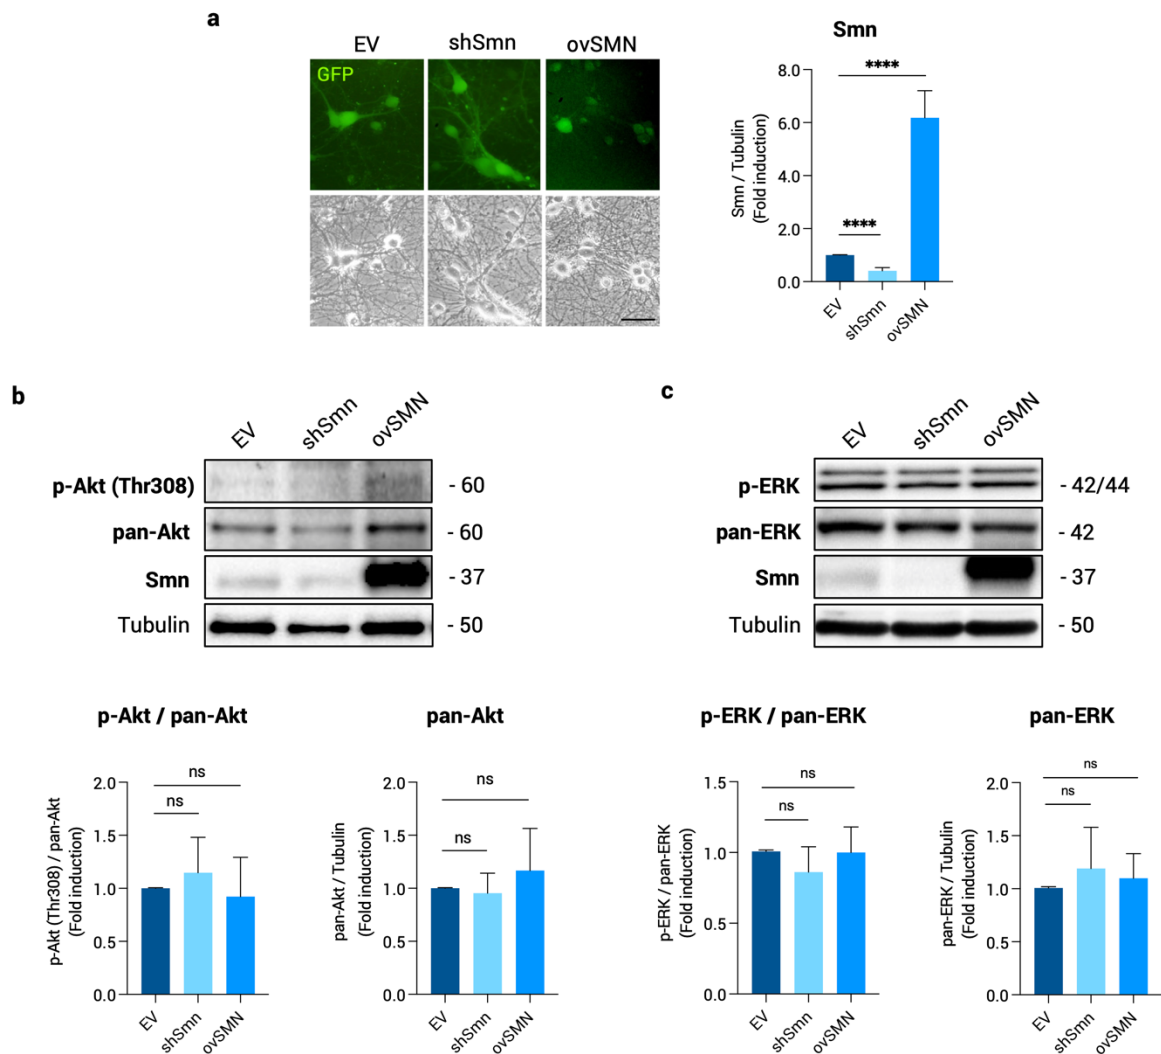 a
EV
shSmn
ovSMN
GFP
Smn
Smn / Tubulin
(Fold induction)
8.0
6.0
4.0
2.0
0.0
****
****
EV
shSmn
ovSMN
b
EV
shSmn
ovSMN
p-Akt (Thr308)
- 60
pan-Akt
- 60
Smn
- 37
Tubulin
- 50
c
EV
shSmn
ovSMN
p-ERK
- 42/44
pan-ERK
- 42
Smn
- 37
Tubulin
- 50
p-Akt / pan-Akt
p-Akt (Thr308) / pan-Akt
(Fold induction)
2.0
1.5
1.0
0.5
0.0
ns
ns
EV
shSmn
ovSMN
pan-Akt
pan-Akt / Tubulin
(Fold induction)
2.0
1.5
1.0
0.5
0.0
ns
ns
EV
shSmn
ovSMN
p-ERK / pan-ERK
p-ERK / pan-ERK
(Fold induction)
1.5
1.0
0.5
0.0
ns
ns
EV
shSmn
ovSMN
pan-ERK
pan-ERK / Tubulin
(Fold induction)
2.0
1.5
1.0
0.5
0.0
ns
ns
EV
shSmn
ovSMN